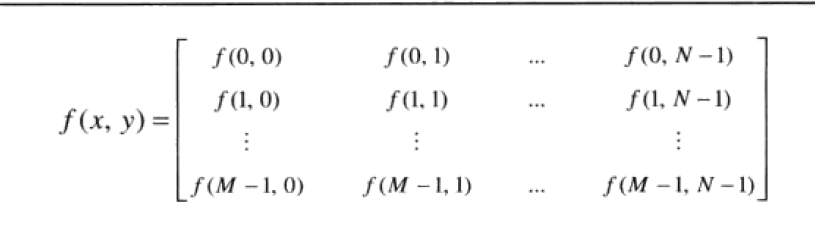 f(0, 0) f(0, 1) ... f(0, N – 1)
f(1, 0) f(1, 1) ... f(1, N – 1)
f(x, y) = ⋮ ⋮ ⋮
f(M – 1, 0) f(M – 1, 1) ... f(M – 1, N – 1)